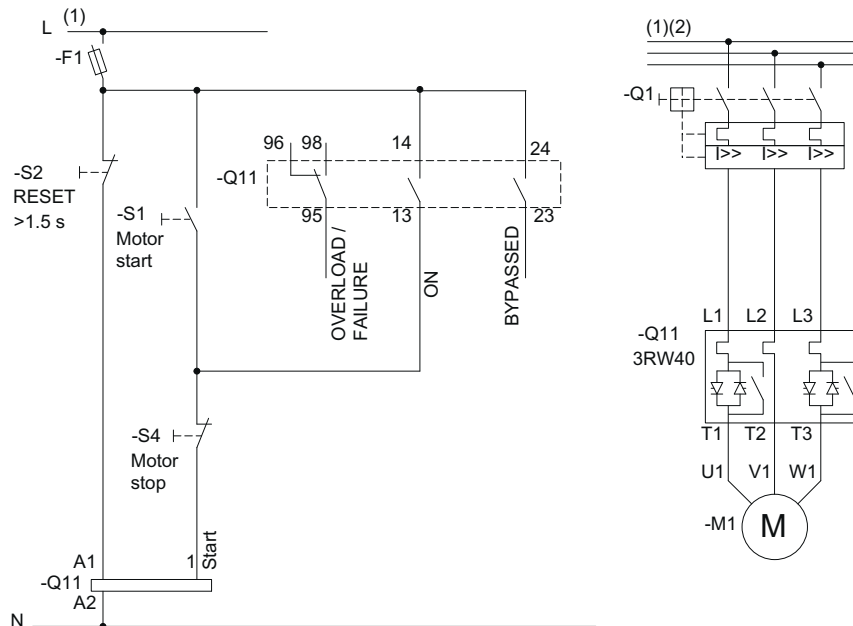 L (1)
-F1
-S2
RESET
>1.5 s
-S1
Motor
start
96 98 14 24
-Q11
95 13 23
OVERLOAD /
FAILURE
ON
BYPASSED
-S4
Motor
stop
A1 1 Start
-Q11
A2
N
(1)(2)
-Q1
I>> I>> I>>
L1 L2 L3
-Q11
3RW40
T1 T2 T3
U1 V1 W1
-M1 M